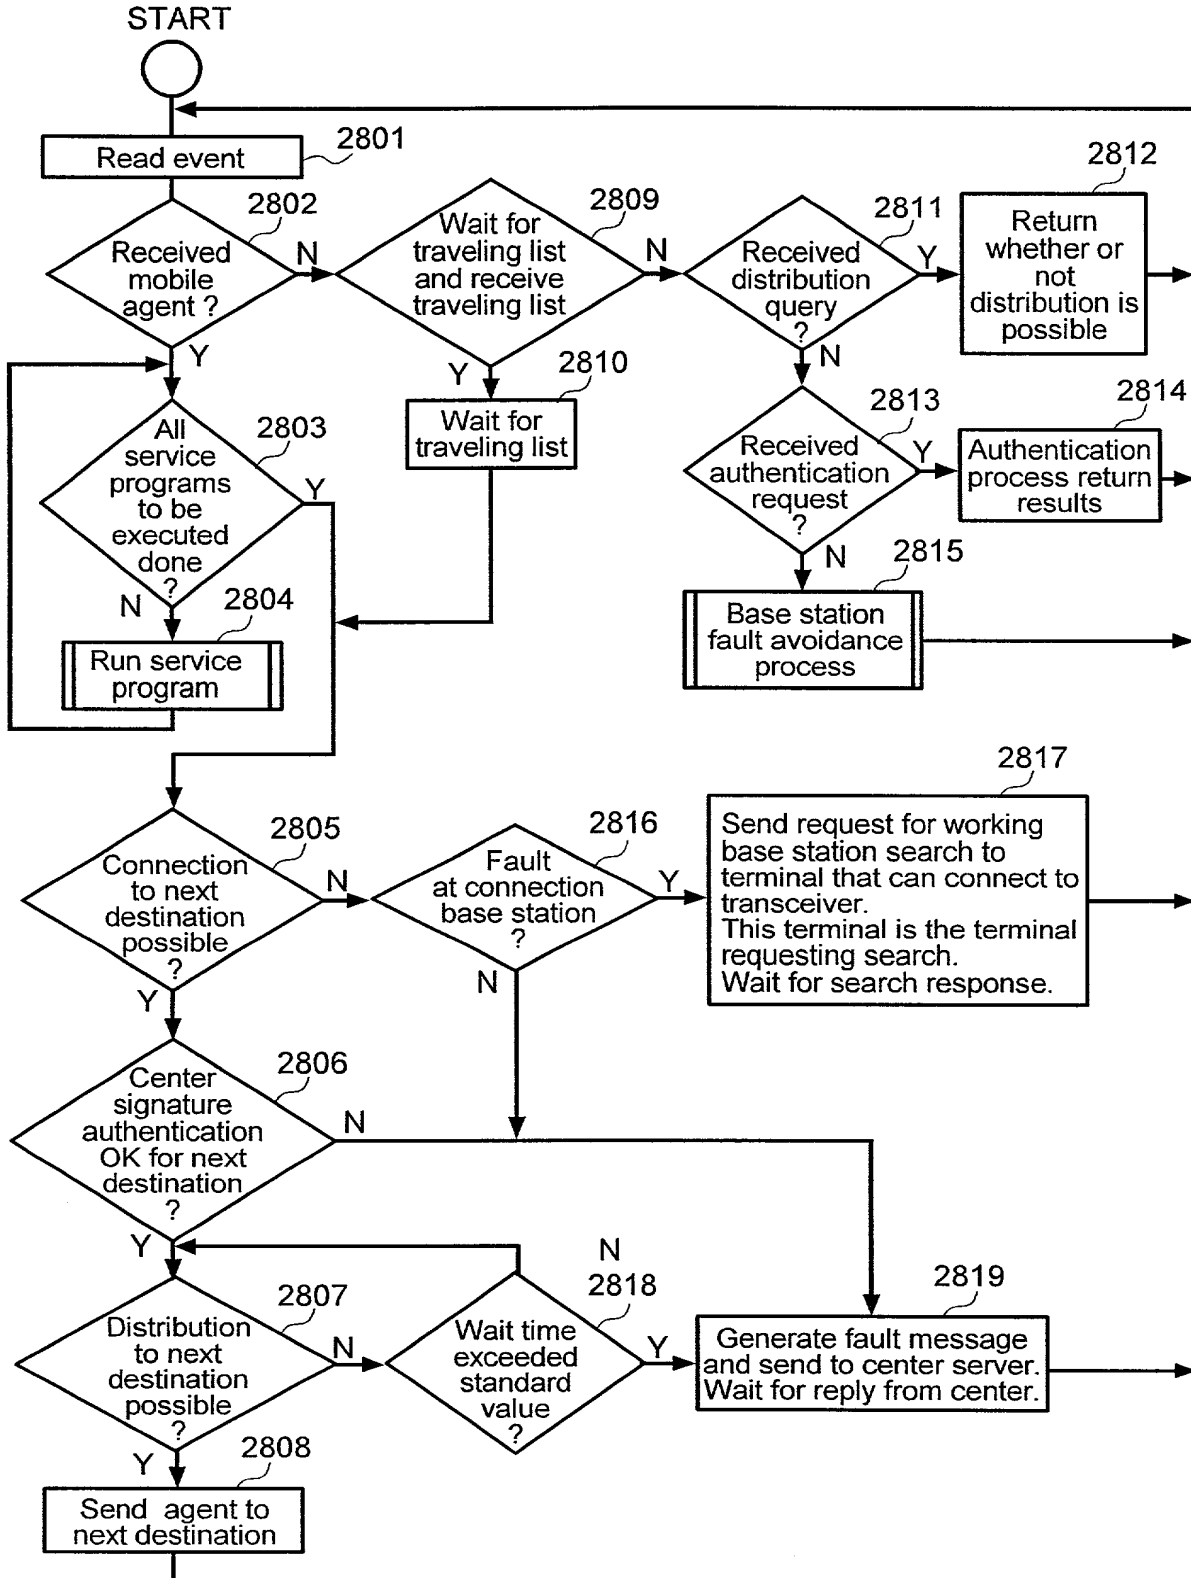 START
Read event
2801
Received
mobile
agent ?
2802
N
Y
Wait for
traveling list
and receive
traveling list
2809
N
Y
Received
distribution
query
?
2811
Y
N
Return
whether or
not
distribution is
possible
2812
All
service
programs
to be
executed
done
?
2803
Y
N
Wait for
traveling list
2810
Received
authentication
request
?
2813
Y
N
Authentication
process return
results
2814
Run service
program
2804
Base station
fault avoidance
process
2815
Connection
to next
destination
possible
?
2805
N
Y
Fault
at connection
base station
?
2816
Y
N
Send request for working
base station search to
terminal that can connect to
transceiver.
This terminal is the terminal
requesting search.
Wait for search response.
2817
Center
signature
authentication
OK for next
destination
?
2806
N
Y
Distribution
to next
destination
possible
?
2807
N
Y
Wait time
exceeded
standard
value
?
2818
N
Y
Generate fault message
and send to center server.
Wait for reply from center.
2819
Send agent to
next destination
2808